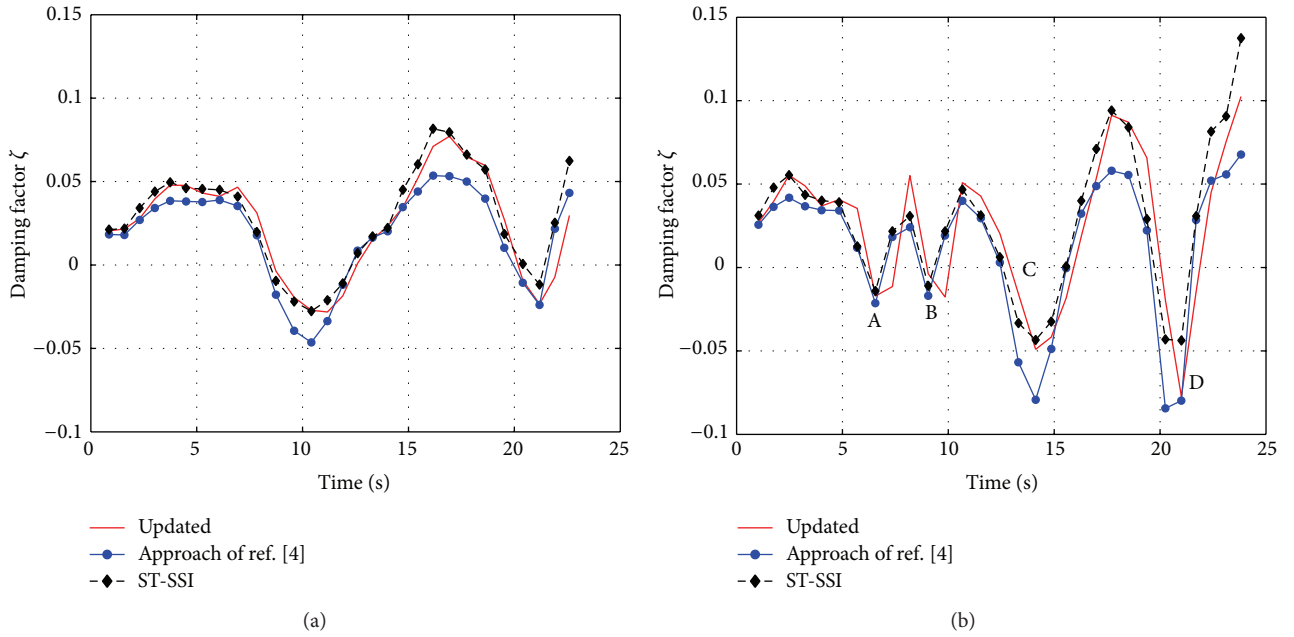 0.15
0.1
0.05
0
−0.05
−0.1
Damping factor ζ
0 5 10 15 20 25
Time (s)
Updated
Approach of ref. [4]
ST-SSI
(a)
0.15
0.1
0.05
0
−0.05
−0.1
Damping factor ζ
A
B
C
D
0 5 10 15 20 25
Time (s)
Updated
Approach of ref. [4]
ST-SSI
(b)